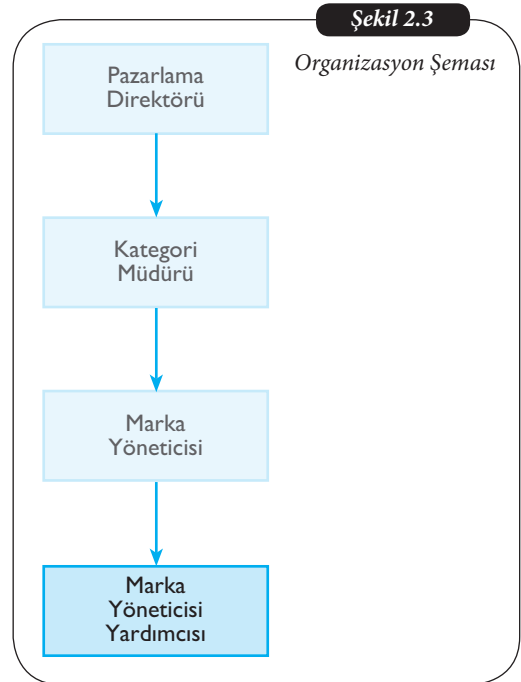 Şekil 2.3
Organizasyon Şeması
Pazarlama
Direktörü
Kategori
Müdürü
Marka
Yöneticisi
Marka
Yöneticisi
Yardımcısı